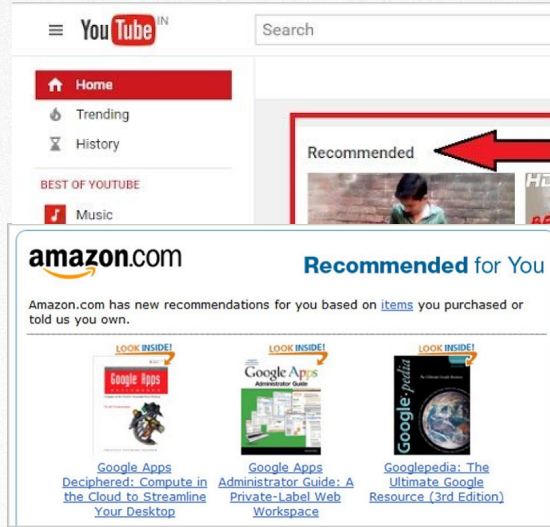 YouTube IN
Search
Home
Trending
History
Recommended
BEST OF YOUTUBE
Music
HD
amazon.com
Recommended for You
Amazon.com has new recommendations for you based on items you purchased or
told us you own.
LOOK INSIDE! LOOK INSIDE! LOOK INSIDE!
Google Apps
Google Apps
Administrator Guide
Google·pedia
Google Apps
Deciphered: Compute in
the Cloud to Streamline
Your Desktop
Google Apps
Administrator Guide: A
Private-Label Web
Workspace
Googlepedia: The
Ultimate Google
Resource (3rd Edition)